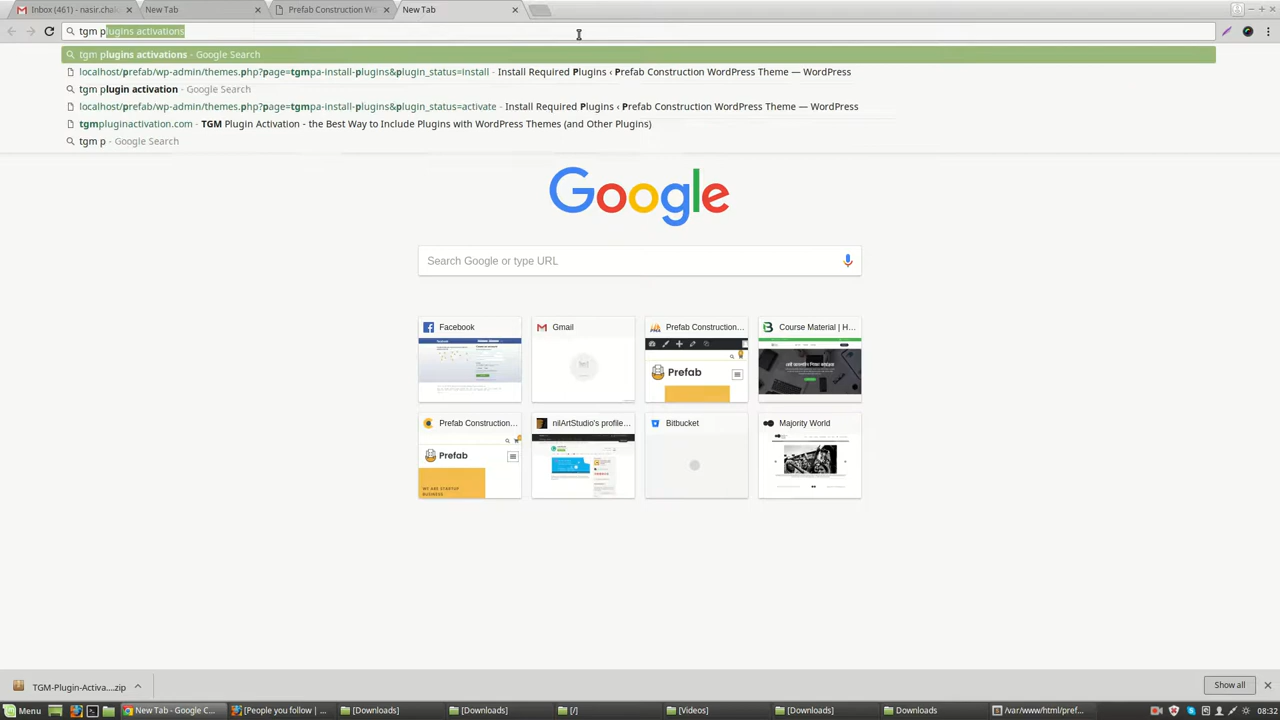 Inbox (461) - nasir.chak
New Tab
Prefab Construction Wo
New Tab
tgm plugins activations
tgm plugins activations - Google Search
localhost/prefab/wp-admin/themes.php?page=tgmpa-install-plugins&plugin_status=install - Install Required Plugins ‹ Prefab Construction WordPress Theme — WordPress
tgm plugin activation - Google Search
localhost/prefab/wp-admin/themes.php?page=tgmpa-install-plugins&plugin_status=activate - Install Required Plugins ‹ Prefab Construction WordPress Theme — WordPress
tgmpluginactivation.com - TGM Plugin Activation - the Best Way to Include Plugins with WordPress Themes (and Other Plugins)
tgm p - Google Search
Google
Search Google or type URL
Facebook
Gmail
Prefab Construction...
Course Material | H...
Prefab
Prefab Construction...
nilArtStudio's profile...
Bitbucket
Majority World
Prefab
WE ARE STARTUP
BUSINESS
TGM-Plugin-Activa....zip
Show all
Menu
New Tab - Google C...
[People you follow | ...
[Downloads]
[Downloads]
[/]
[Videos]
[Downloads]
Downloads
/var/www/html/pref...
08:32